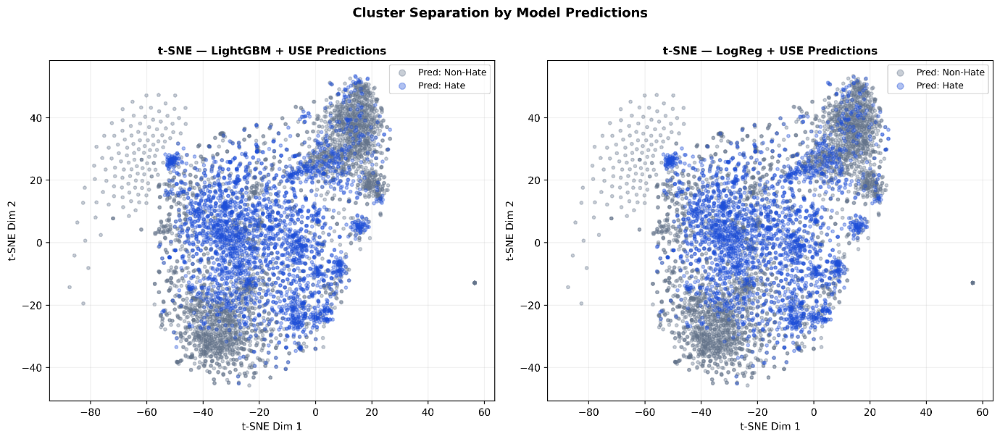 Cluster Separation by Model Predictions
t-SNE — LightGBM + USE Predictions
Pred: Non-Hate
Pred: Hate
40
20
0
−20
−40
t-SNE Dim 2
−80
−60
−40
−20
0
20
40
60
t-SNE Dim 1
t-SNE — LogReg + USE Predictions
Pred: Non-Hate
Pred: Hate
40
20
0
−20
−40
t-SNE Dim 2
−80
−60
−40
−20
0
20
40
60
t-SNE Dim 1